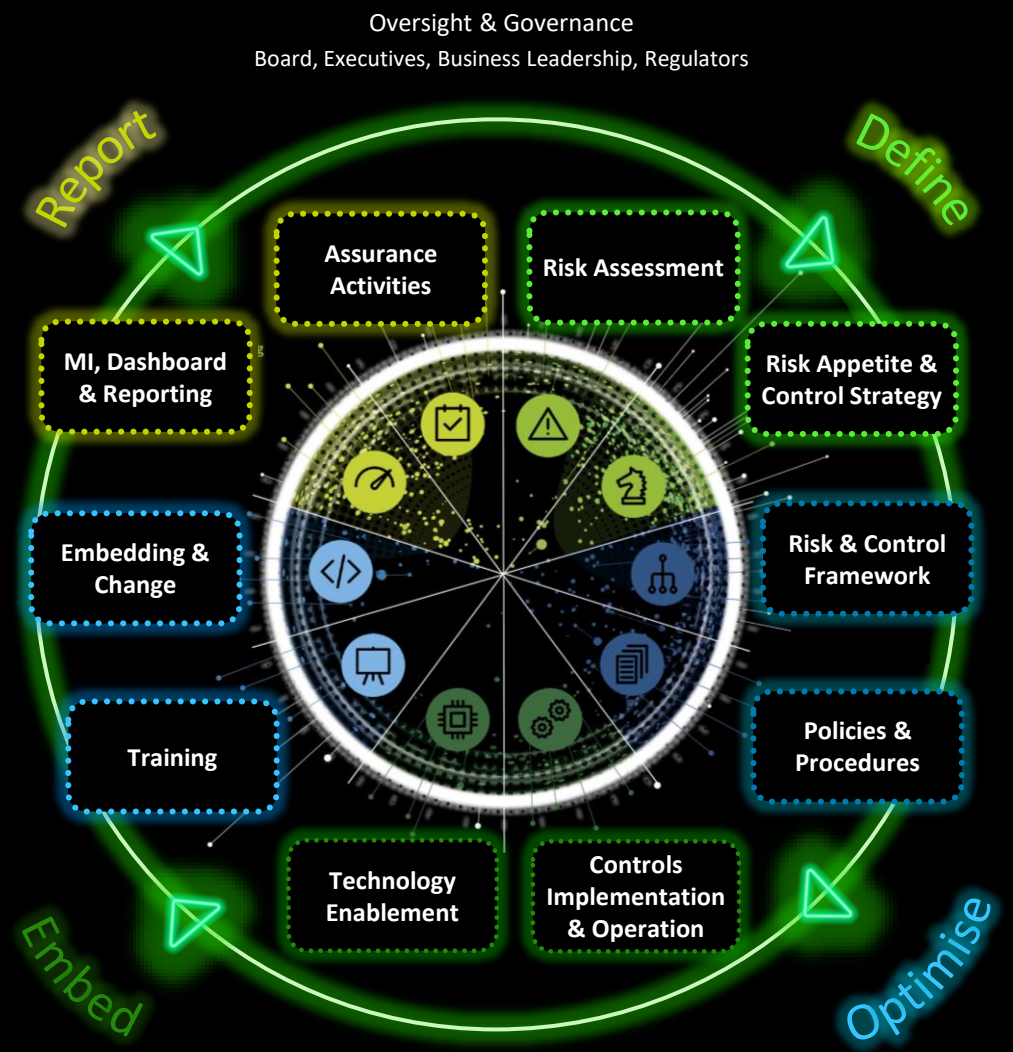 Oversight & Governance
Board, Executives, Business Leadership, Regulators
Report
Define
Assurance
Activities
Risk Assessment
MI, Dashboard
& Reporting
Risk Appetite &
Control Strategy
Embedding &
Change
Risk & Control
Framework
Training
Policies &
Procedures
Technology
Enablement
Controls
Implementation
& Operation
Embed
Optimise